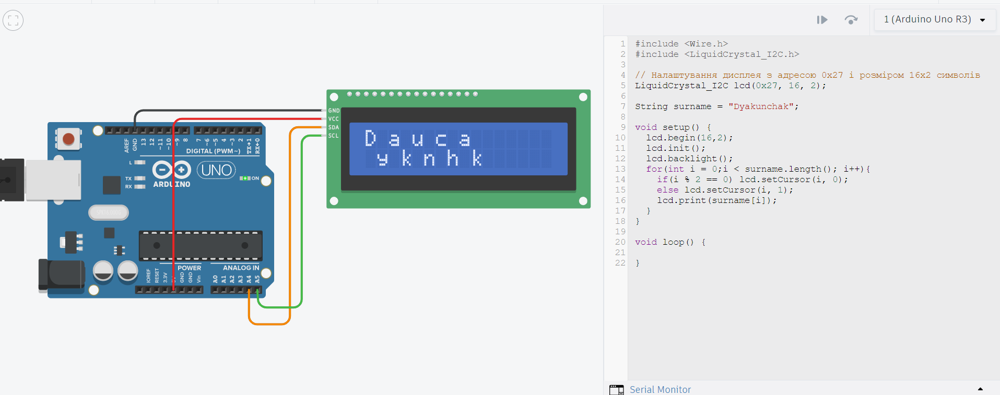 1 (Arduino Uno R3)
GND
VCC
SDA
SCL
D a u c a
y k n h k
AREF
GND
13
12
~11
~10
~9
8
7
~6
~5
4
~3
2
TX→1
RX←0
DIGITAL (PWM~)
L
TX
RX
ARDUINO
UNO
ON
POWER
ANALOG IN
IOREF
RESET
3.3V
GND
GND
Vin
A0
A1
A2
A3
A4
A5
1 #include <Wire.h>
2 #include <LiquidCrystal_I2C.h>
3
4 // Налаштування дисплея з адресою 0x27 і розміром 16x2 символів
5 LiquidCrystal_I2C lcd(0x27, 16, 2);
6
7 String surname = "Dyakunchak";
8
9 void setup() {
10 lcd.begin(16,2);
11 lcd.init();
12 lcd.backlight();
13 for(int i = 0;i < surname.length(); i++){
14 if(i % 2 == 0) lcd.setCursor(i, 0);
15 else lcd.setCursor(i, 1);
16 lcd.print(surname[i]);
17 }
18 }
19
20 void loop() {
21
22 }
Serial Monitor